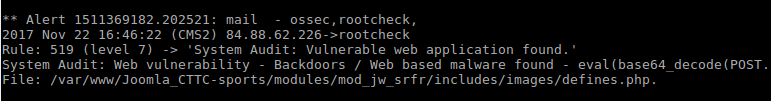 ** Alert 1511369182.202521: mail  - ossec,rootcheck,
2017 Nov 22 16:46:22 (CMS2) 84.88.62.226->rootcheck
Rule: 519 (level 7) -> 'System Audit: Vulnerable web application found.'
System Audit: Web vulnerability - Backdoors / Web based malware found - eval(base64_decode(POST.
File: /var/www/Joomla_CTTC-sports/modules/mod_jw_srfr/includes/images/defines.php.